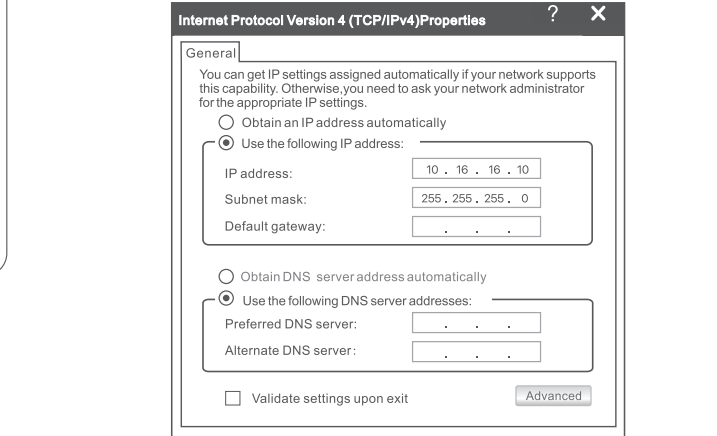 Internet Protocol Version 4 (TCP/IPv4)Properties ? X
General
You can get IP settings assigned automatically if your network supports
this capability. Otherwise,you need to ask your network administrator
for the appropriate IP settings.
Obtain an IP address automatically
Use the following IP address:
IP address: 10 . 16 . 16 . 10
Subnet mask: 255 . 255 . 255 . 0
Default gateway: . . .
Obtain DNS server address automatically
Use the following DNS server addresses:
Preferred DNS server: . . .
Alternate DNS server: . . .
Validate settings upon exit Advanced